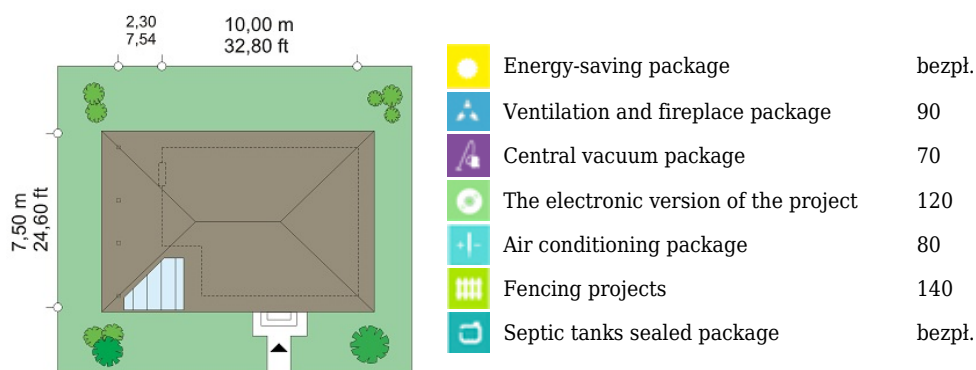 2,30
7,54
10,00 m
32,80 ft
7,50 m
24,60 ft
Energy-saving package bezpł.
Ventilation and fireplace package 90
Central vacuum package 70
The electronic version of the project 120
Air conditioning package 80
Fencing projects 140
Septic tanks sealed package bezpł.